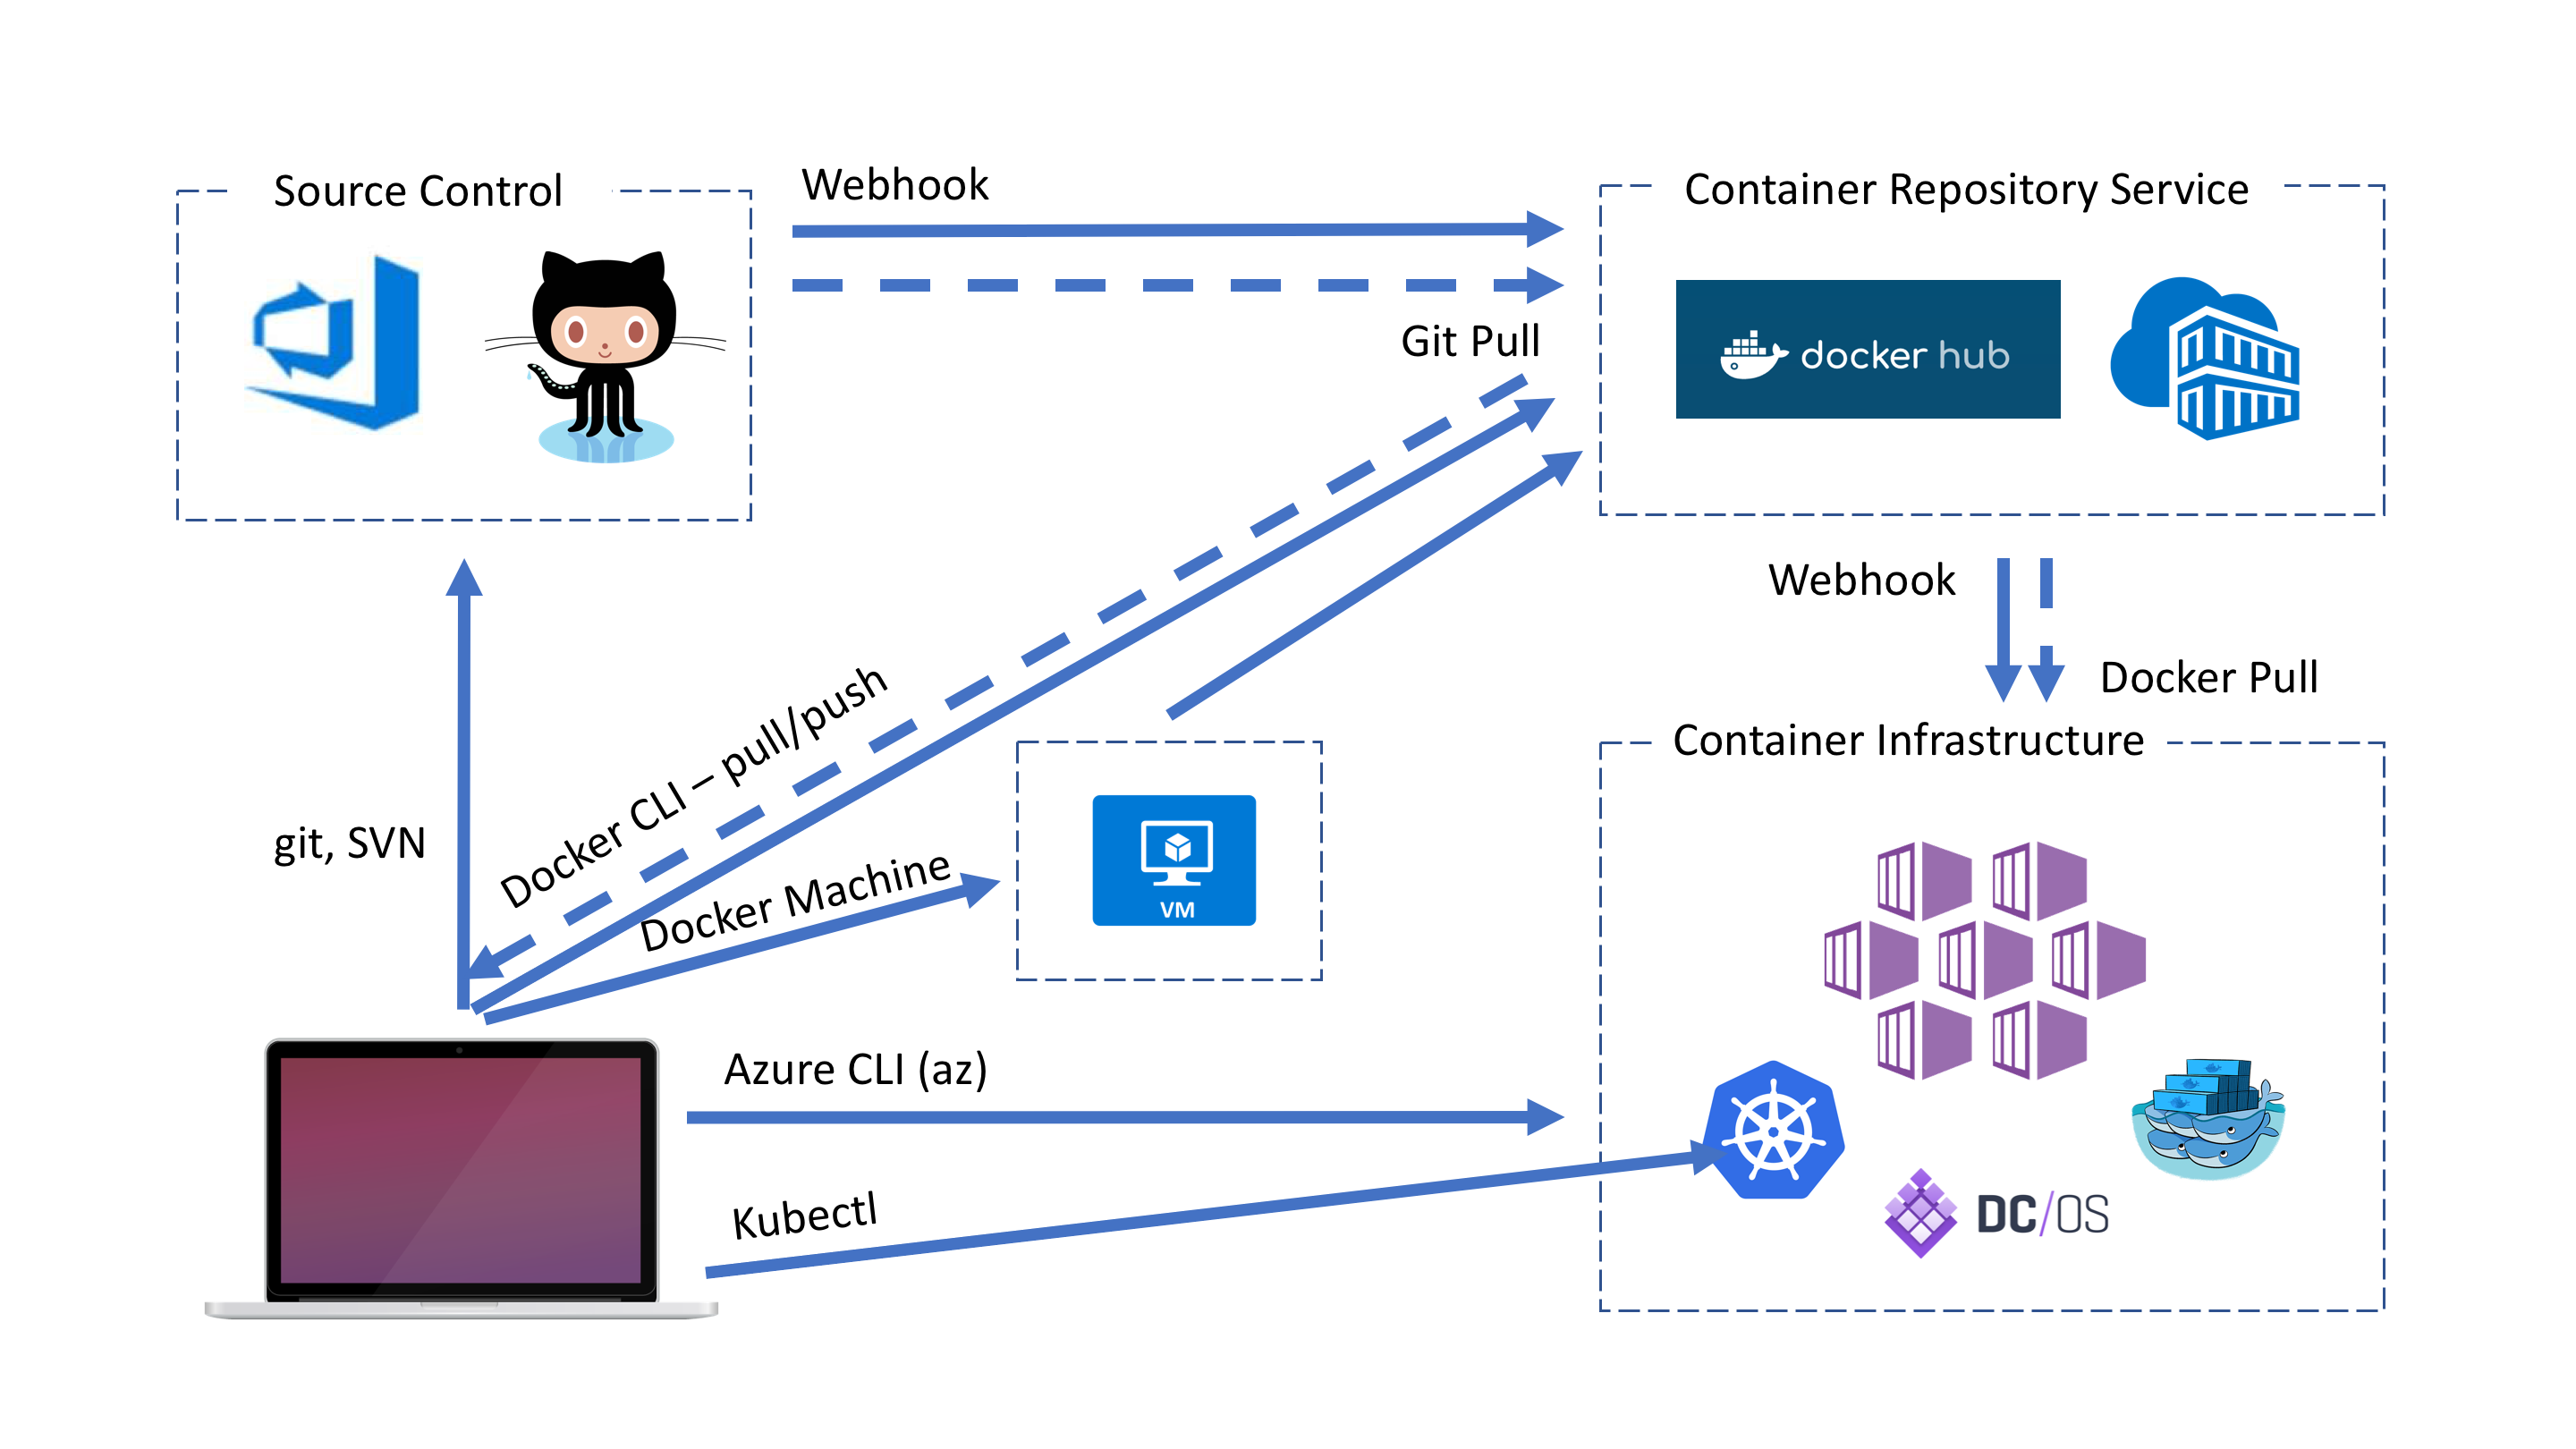 Source Control
Webhook
Container Repository Service
docker hub
Git Pull
Webhook
Docker Pull
Docker CLI – pull/push
git, SVN
Docker Machine
VM
Container Infrastructure
Azure CLI (az)
Kubectl
DC/OS